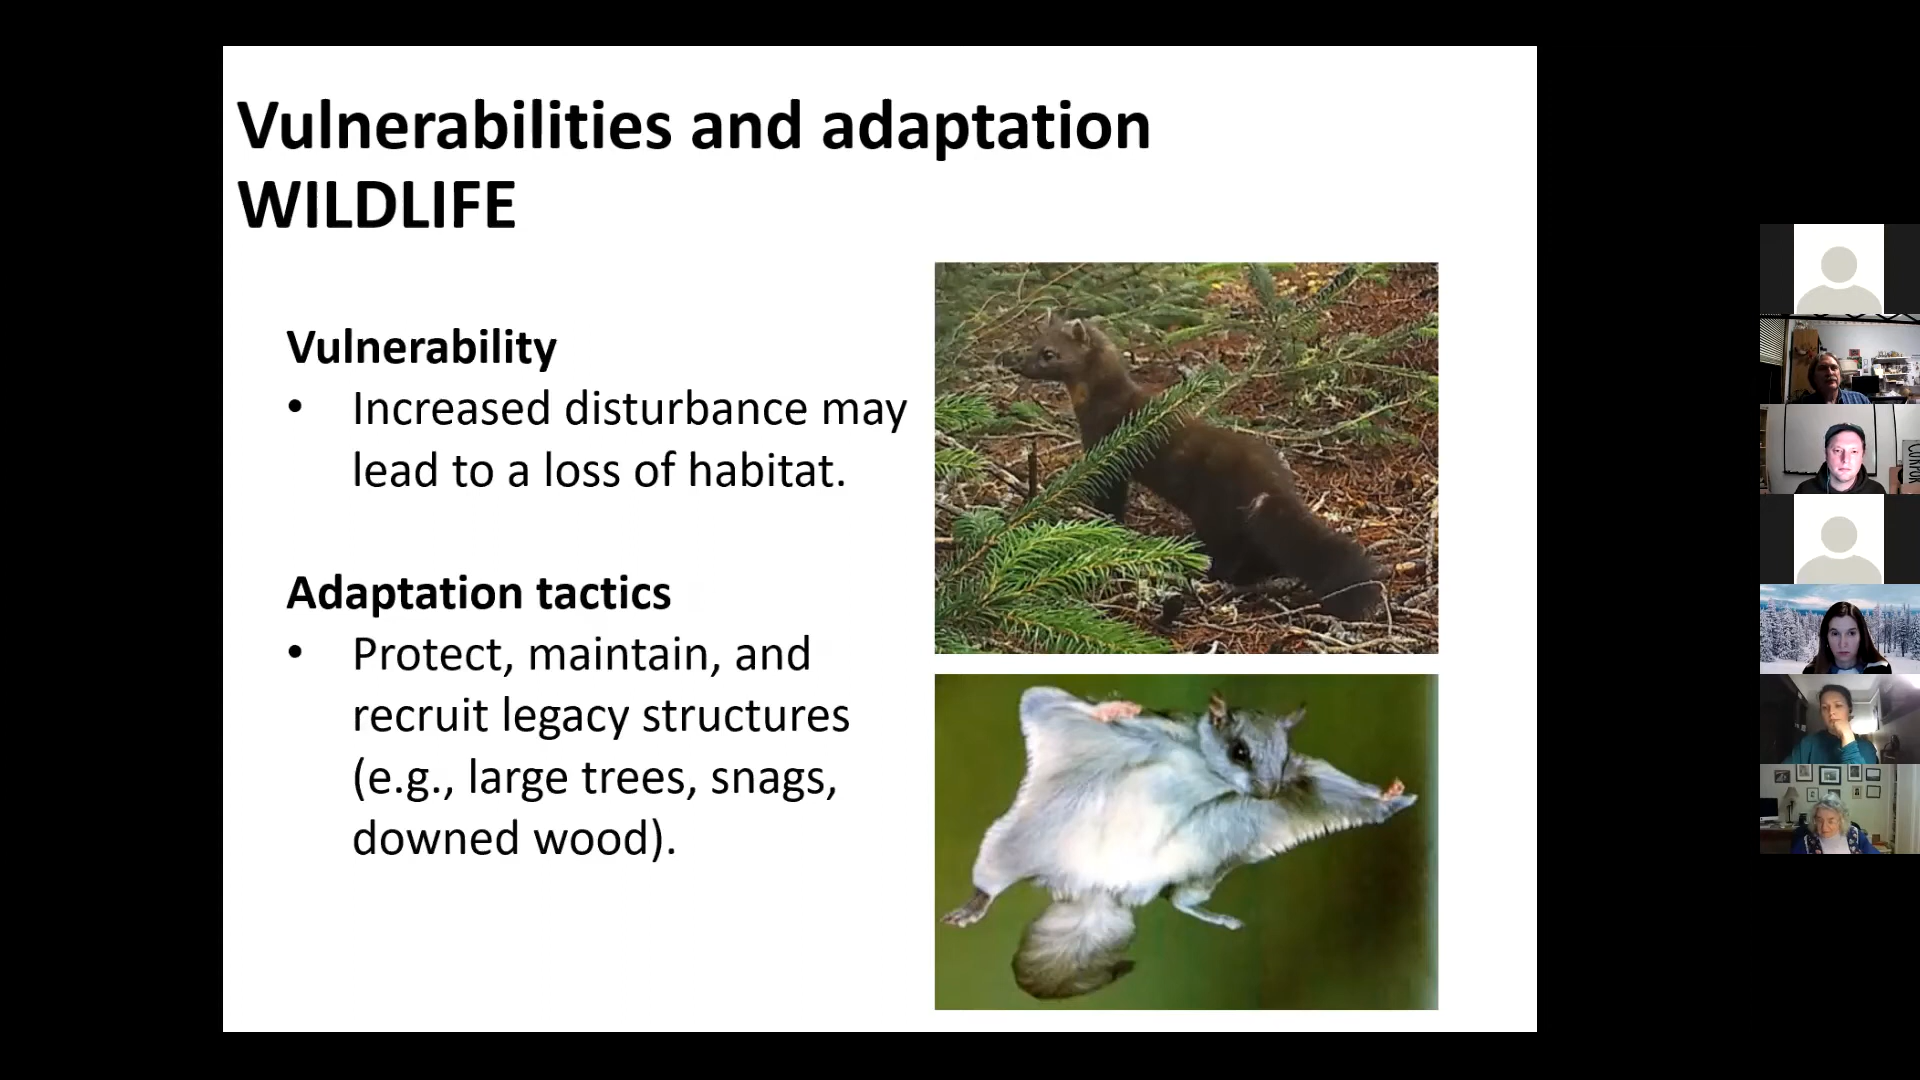 Vulnerabilities and adaptation
WILDLIFE
Vulnerability
• Increased disturbance may
lead to a loss of habitat.
Adaptation tactics
• Protect, maintain, and
recruit legacy structures
(e.g., large trees, snags,
downed wood).